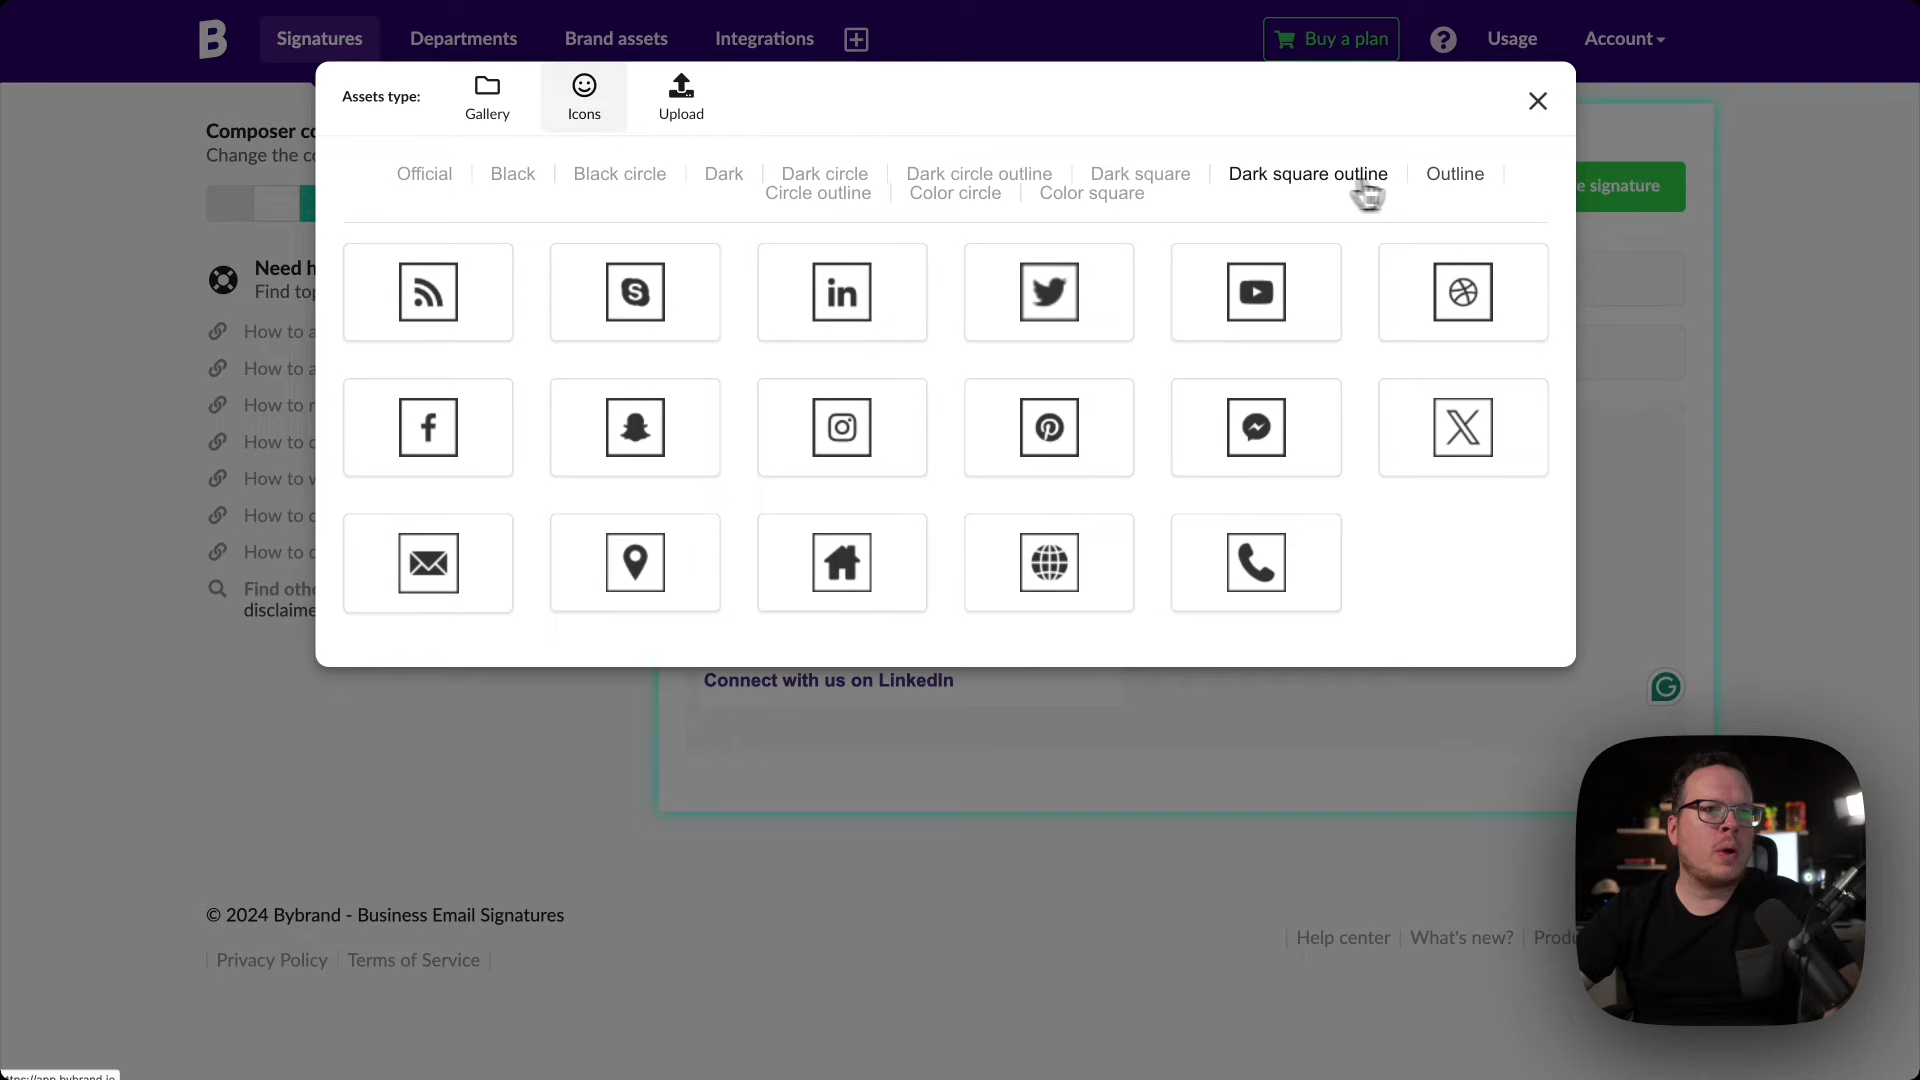 B Signatures Departments Brand assets Integrations Buy a plan ? Usage Account
Assets type: Gallery Icons Upload
Composer
Change the
Official Black Black circle Dark Dark circle Dark circle outline Dark square Dark square outline Outline
Circle outline Color circle Color square
signature
Need
Find
How to
How to
How to
How to
How to
How to
How to
Find
Connect with us on LinkedIn
© 2024 Bybrand - Business Email Signatures
Help center What's new?
Privacy Policy Terms of Service